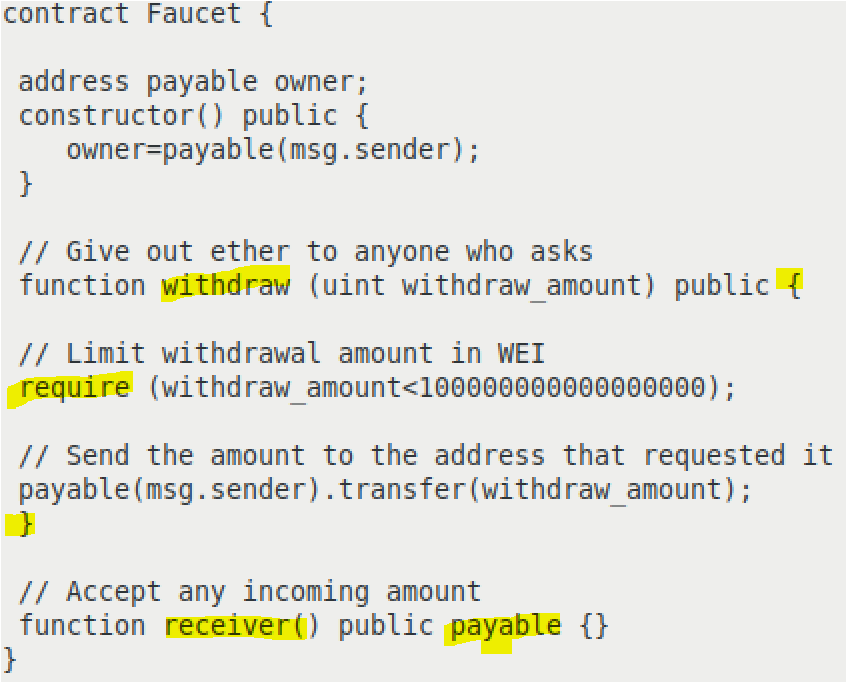 contract Faucet {
address payable owner;
constructor() public {
owner=payable(msg.sender);
}
// Give out ether to anyone who asks
function withdraw (uint withdraw_amount) public {
// Limit withdrawal amount in WEI
require (withdraw_amount<1000000000000000000);
// Send the amount to the address that requested it
payable(msg.sender).transfer(withdraw_amount);
}
// Accept any incoming amount
function receiver() public payable {}
}